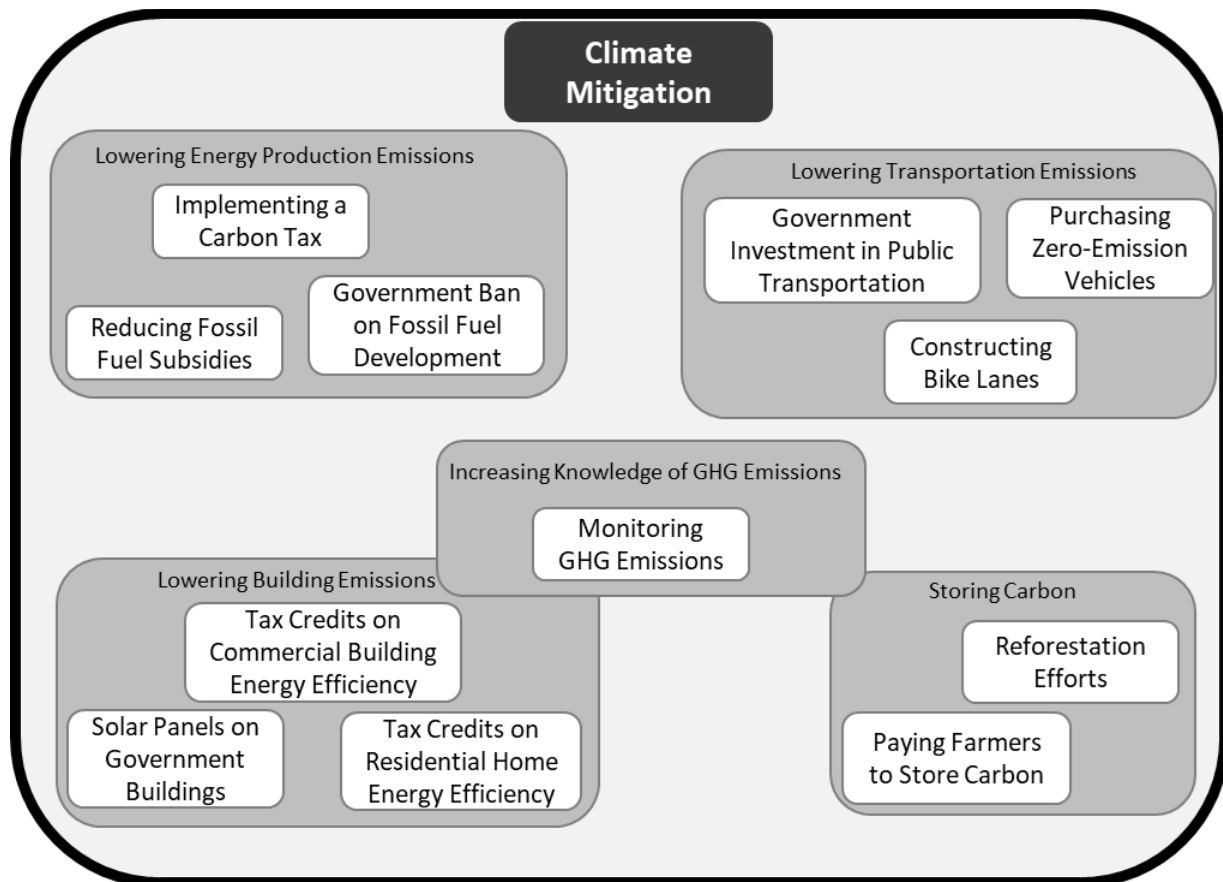 Climate
Mitigation
Lowering Energy Production Emissions
Implementing a
Carbon Tax
Reducing Fossil
Fuel Subsidies
Government Ban
on Fossil Fuel
Development
Lowering Transportation Emissions
Government
Investment in Public
Transportation
Purchasing
Zero-Emission
Vehicles
Constructing
Bike Lanes
Increasing Knowledge of GHG Emissions
Monitoring
GHG Emissions
Lowering Building Emissions
Tax Credits on
Commercial Building
Energy Efficiency
Solar Panels on
Government
Buildings
Tax Credits on
Residential Home
Energy Efficiency
Storing Carbon
Reforestation
Efforts
Paying Farmers
to Store Carbon